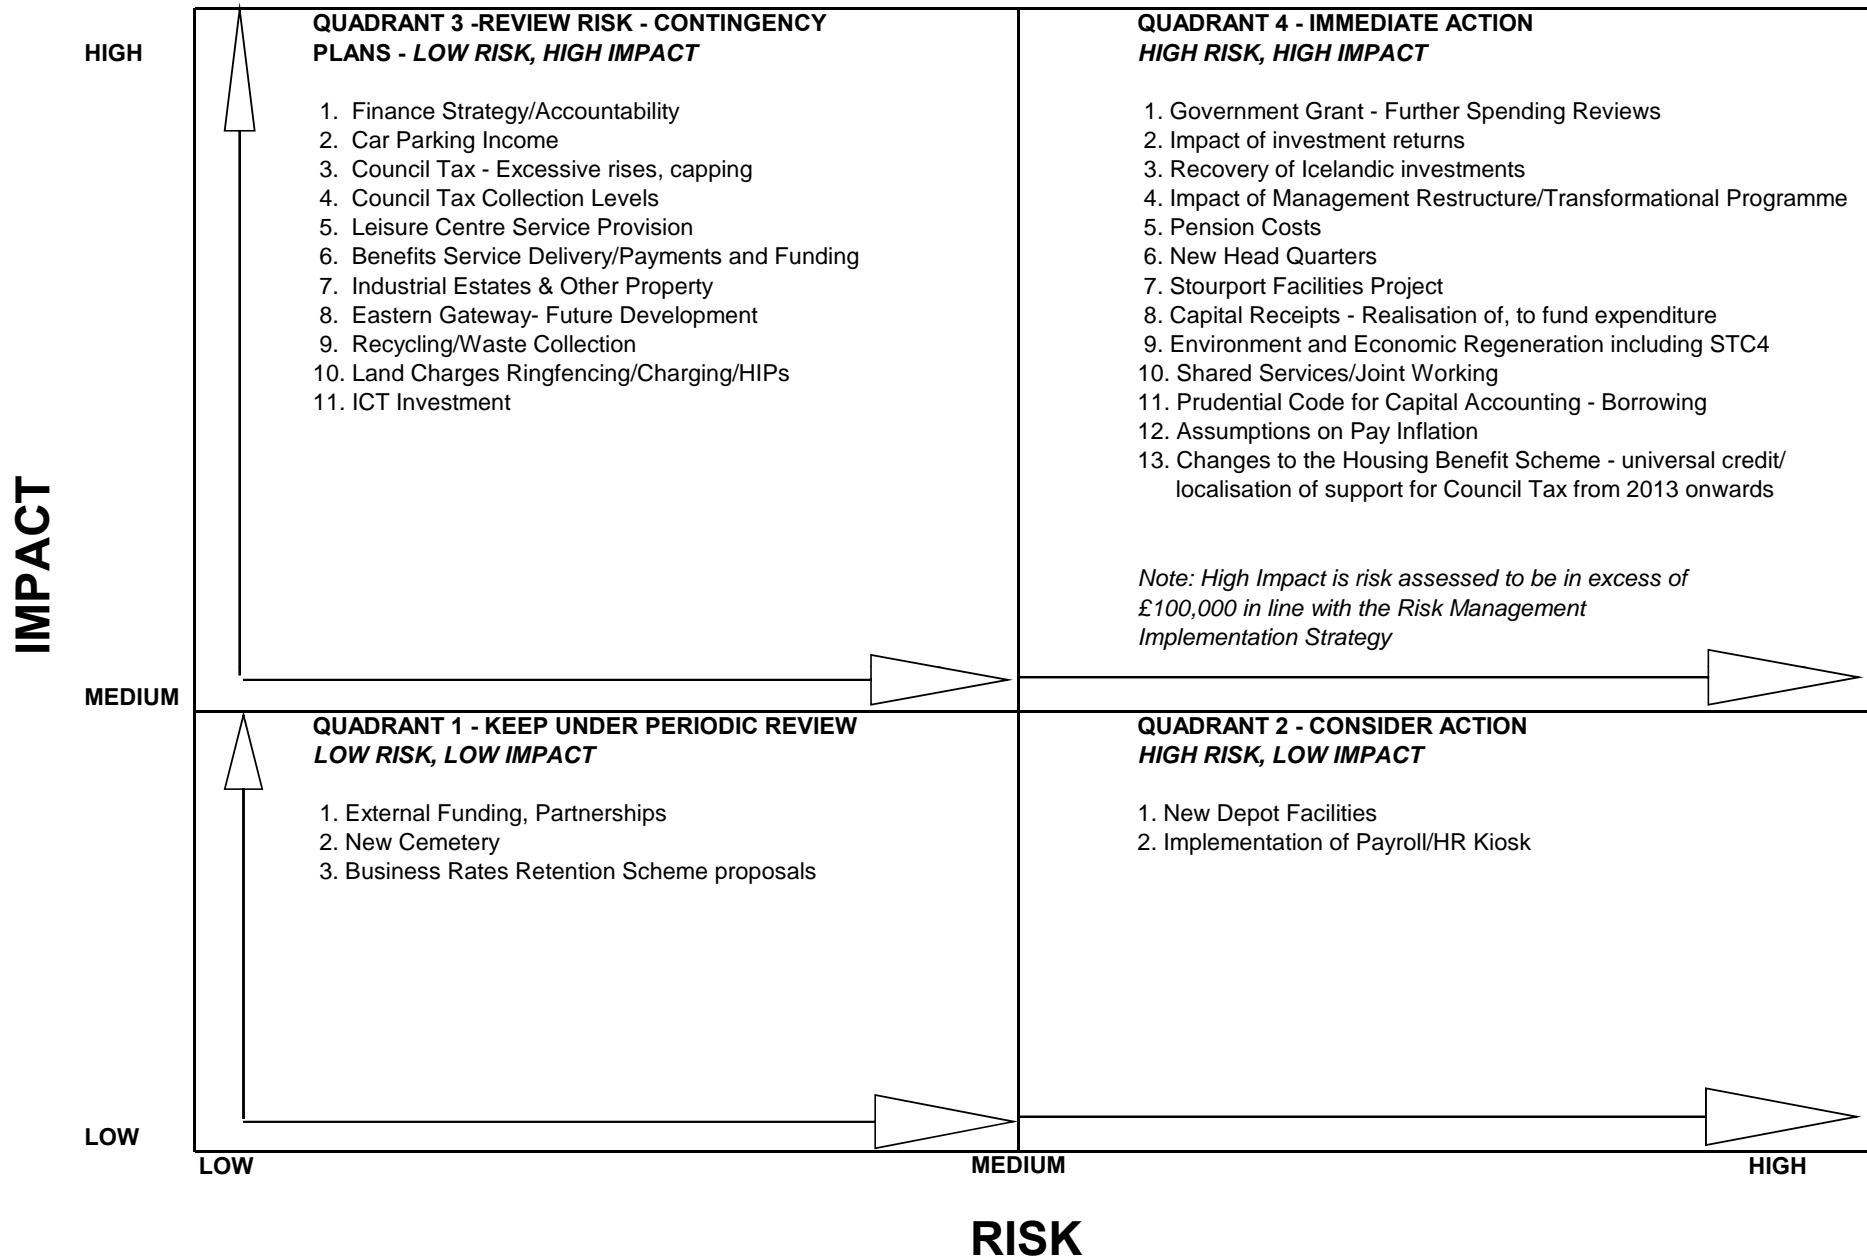 HIGH
QUADRANT 3 -REVIEW RISK - CONTINGENCY
PLANS - LOW RISK, HIGH IMPACT
1. Finance Strategy/Accountability
2. Car Parking Income
3. Council Tax - Excessive rises, capping
4. Council Tax Collection Levels
5. Leisure Centre Service Provision
6. Benefits Service Delivery/Payments and Funding
7. Industrial Estates & Other Property
8. Eastern Gateway- Future Development
9. Recycling/Waste Collection
10. Land Charges Ringfencing/Charging/HIPs
11. ICT Investment
QUADRANT 4 - IMMEDIATE ACTION
HIGH RISK, HIGH IMPACT
1. Government Grant - Further Spending Reviews
2. Impact of investment returns
3. Recovery of Icelandic investments
4. Impact of Management Restructure/Transformational Programme
5. Pension Costs
6. New Head Quarters
7. Stourport Facilities Project
8. Capital Receipts - Realisation of, to fund expenditure
9. Environment and Economic Regeneration including STC4
10. Shared Services/Joint Working
11. Prudential Code for Capital Accounting - Borrowing
12. Assumptions on Pay Inflation
13. Changes to the Housing Benefit Scheme - universal credit/
localisation of support for Council Tax from 2013 onwards
Note: High Impact is risk assessed to be in excess of
£100,000 in line with the Risk Management
Implementation Strategy
IMPACT
MEDIUM
QUADRANT 1 - KEEP UNDER PERIODIC REVIEW
LOW RISK, LOW IMPACT
1. External Funding, Partnerships
2. New Cemetery
3. Business Rates Retention Scheme proposals
QUADRANT 2 - CONSIDER ACTION
HIGH RISK, LOW IMPACT
1. New Depot Facilities
2. Implementation of Payroll/HR Kiosk
LOW
LOW
MEDIUM
HIGH
RISK